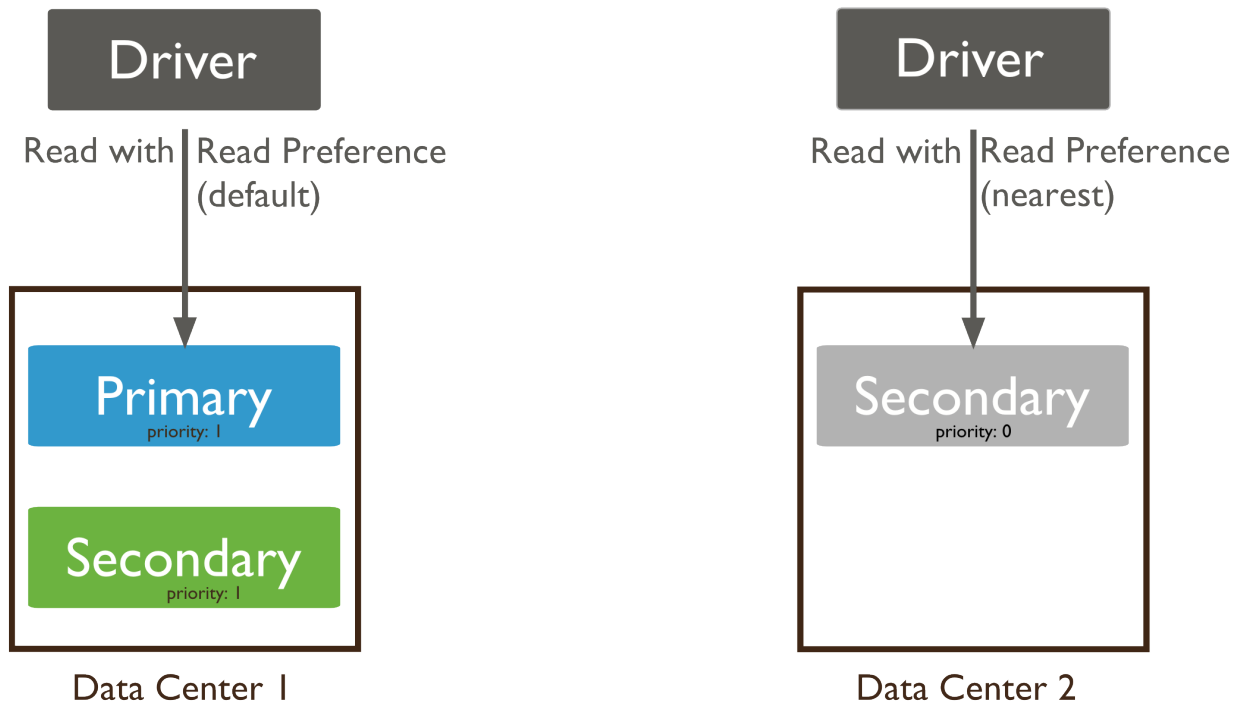 Driver
Read with Read Preference
(default)
Primary
priority: 1
Secondary
priority: 1
Data Center 1
Driver
Read with Read Preference
(nearest)
Secondary
priority: 0
Data Center 2